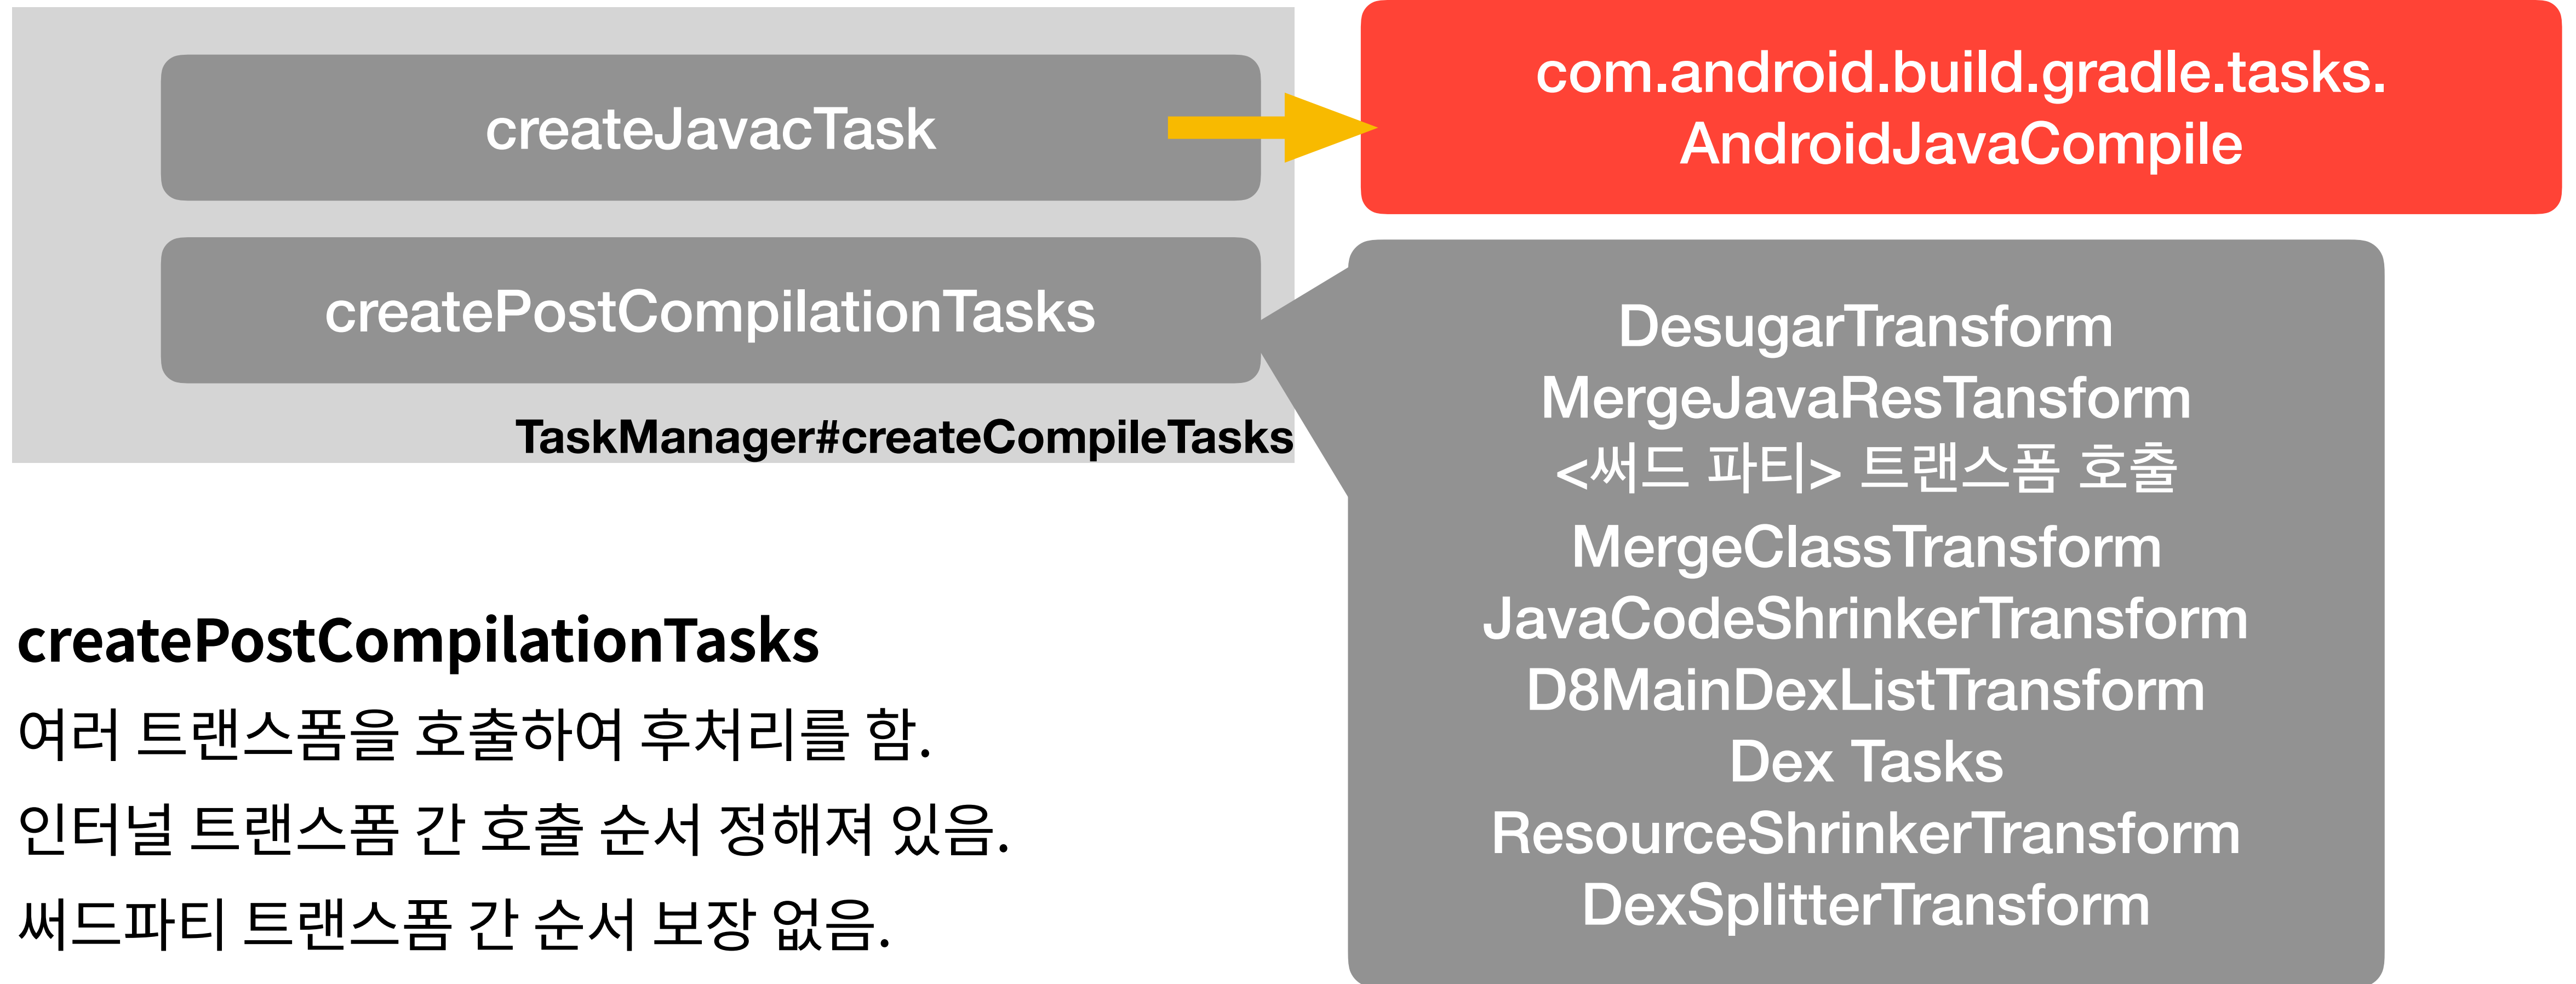 createJavacTask
createPostCompilationTasks
TaskManager#createCompileTasks
com.android.build.gradle.tasks.
AndroidJavaCompile
DesugarTransform
MergeJavaResTansform
<써드 파티> 트랜스폼 호출
MergeClassTransform
JavaCodeShrinkerTransform
D8MainDexListTransform
Dex Tasks
ResourceShrinkerTransform
DexSplitterTransform
createPostCompilationTasks
여러 트랜스폼을 호출하여 후처리를 함.
인터널 트랜스폼 간 호출 순서 정해져 있음.
써드파티 트랜스폼 간 순서 보장 없음.